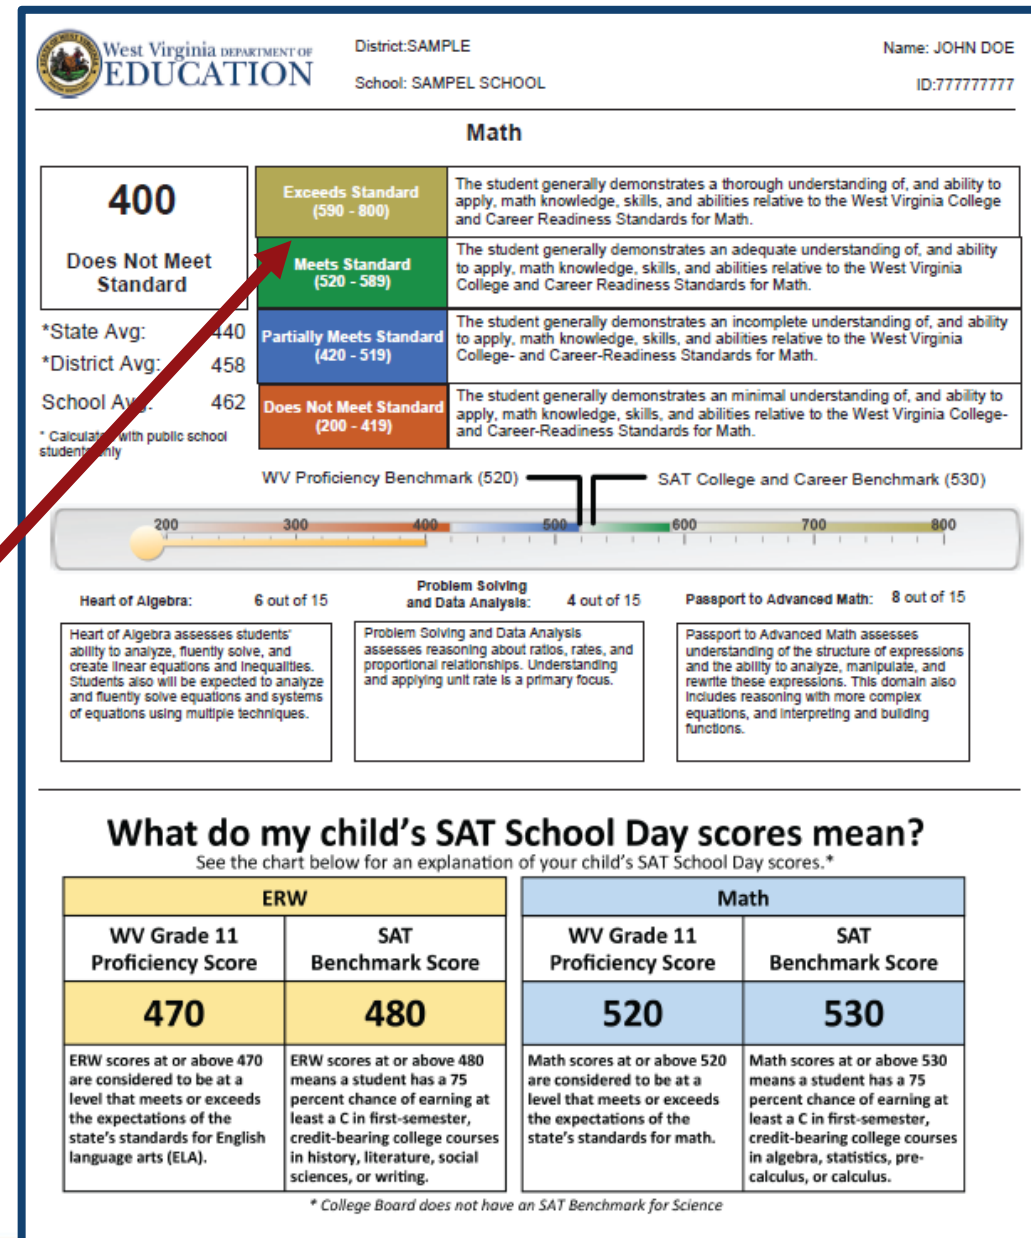 West Virginia DEPARTMENT OF
EDUCATION
District:SAMPLE
School: SAMPEL SCHOOL
Name: JOHN DOE
ID:777777777
Math
400
Does Not Meet
Standard
*State Avg: 440
*District Avg: 458
School Avg: 462
* Calculated with public school
students only
Exceeds Standard
(590 - 800)
The student generally demonstrates a thorough understanding of, and ability to
apply, math knowledge, skills, and abilities relative to the West Virginia College
and Career Readiness Standards for Math.
Meets Standard
(520 - 589)
The student generally demonstrates an adequate understanding of, and ability
to apply, math knowledge, skills, and abilities relative to the West Virginia
College and Career Readiness Standards for Math.
Partially Meets Standard
(420 - 519)
The student generally demonstrates an incomplete understanding of, and ability
to apply, math knowledge, skills, and abilities relative to the West Virginia
College- and Career-Readiness Standards for Math.
Does Not Meet Standard
(200 - 419)
The student generally demonstrates an minimal understanding of, and ability to
apply, math knowledge, skills, and abilities relative to the West Virginia College-
and Career-Readiness Standards for Math.
WV Proficiency Benchmark (520)
SAT College and Career Benchmark (530)
200 300 400 500 600 700 800
Heart of Algebra: 6 out of 15
Heart of Algebra assesses students'
ability to analyze, fluently solve, and
create linear equations and inequalities.
Students also will be expected to analyze
and fluently solve equations and systems
of equations using multiple techniques.
Problem Solving
and Data Analysis: 4 out of 15
Problem Solving and Data Analysis
assesses reasoning about ratios, rates, and
proportional relationships. Understanding
and applying unit rate is a primary focus.
Passport to Advanced Math: 8 out of 15
Passport to Advanced Math assesses
understanding of the structure of expressions
and the ability to analyze, manipulate, and
rewrite these expressions. This domain also
includes reasoning with more complex
equations, and interpreting and building
functions.
What do my child's SAT School Day scores mean?
See the chart below for an explanation of your child's SAT School Day scores.*
ERW
WV Grade 11
Proficiency Score
SAT
Benchmark Score
470
480
ERW scores at or above 470
are considered to be at a
level that meets or exceeds
the expectations of the
state's standards for English
language arts (ELA).
ERW scores at or above 480
means a student has a 75
percent chance of earning at
least a C in first-semester,
credit-bearing college courses
in history, literature, social
sciences, or writing.
Math
WV Grade 11
Proficiency Score
SAT
Benchmark Score
520
530
Math scores at or above 520
are considered to be at a
level that meets or exceeds
the expectations of the
state's standards for math.
Math scores at or above 530
means a student has a 75
percent chance of earning at
least a C in first-semester,
credit-bearing college courses
in algebra, statistics, pre-
calculus, or calculus.
* College Board does not have an SAT Benchmark for Science